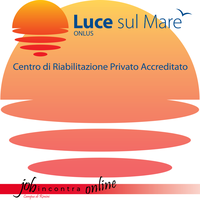 Luce sul Mare
ONLUS
Centro di Riabilitazione Privato Accreditato
job incontra online